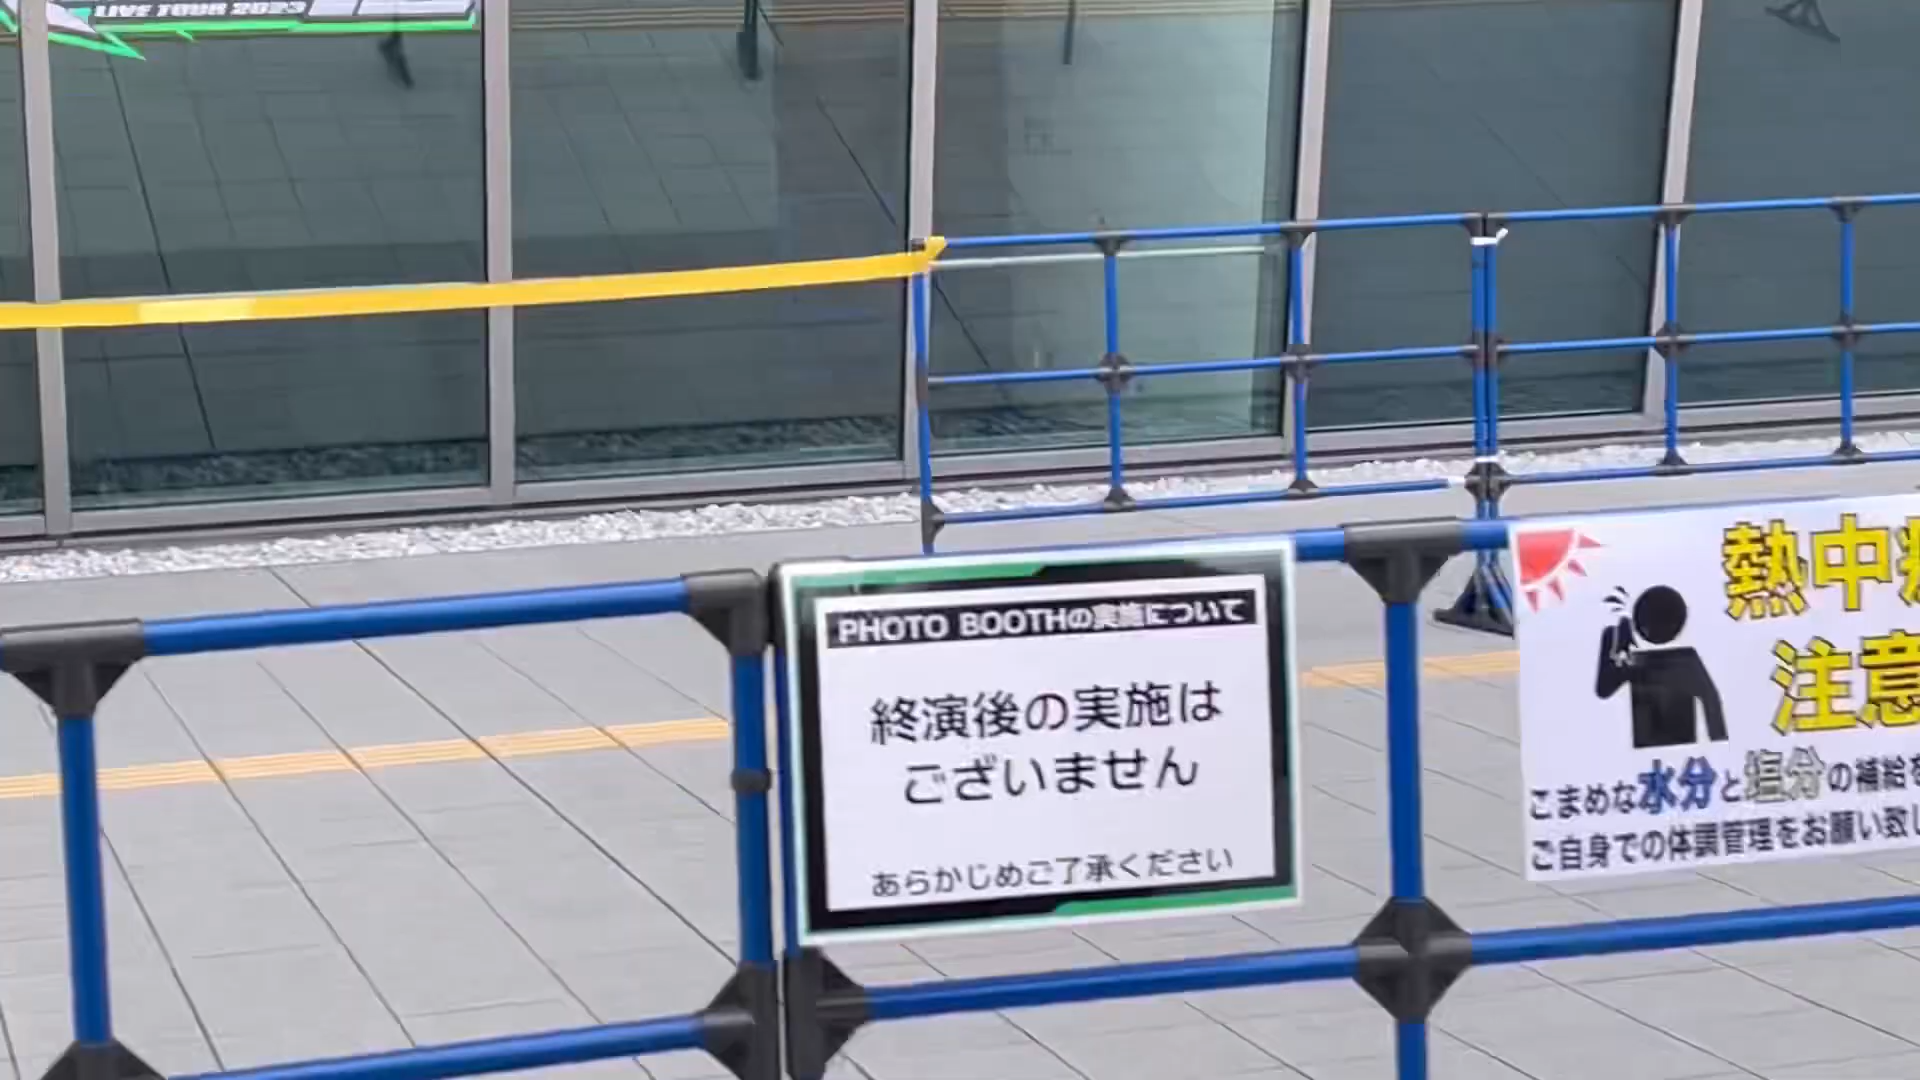 LIVE TOUR 2023
PHOTO BOOTHの実施について
終演後の実施は
ございません
あらかじめご了承ください
熱中
注意
こまめな水分と塩分の補給
ご自身での体調管理をお願い致し